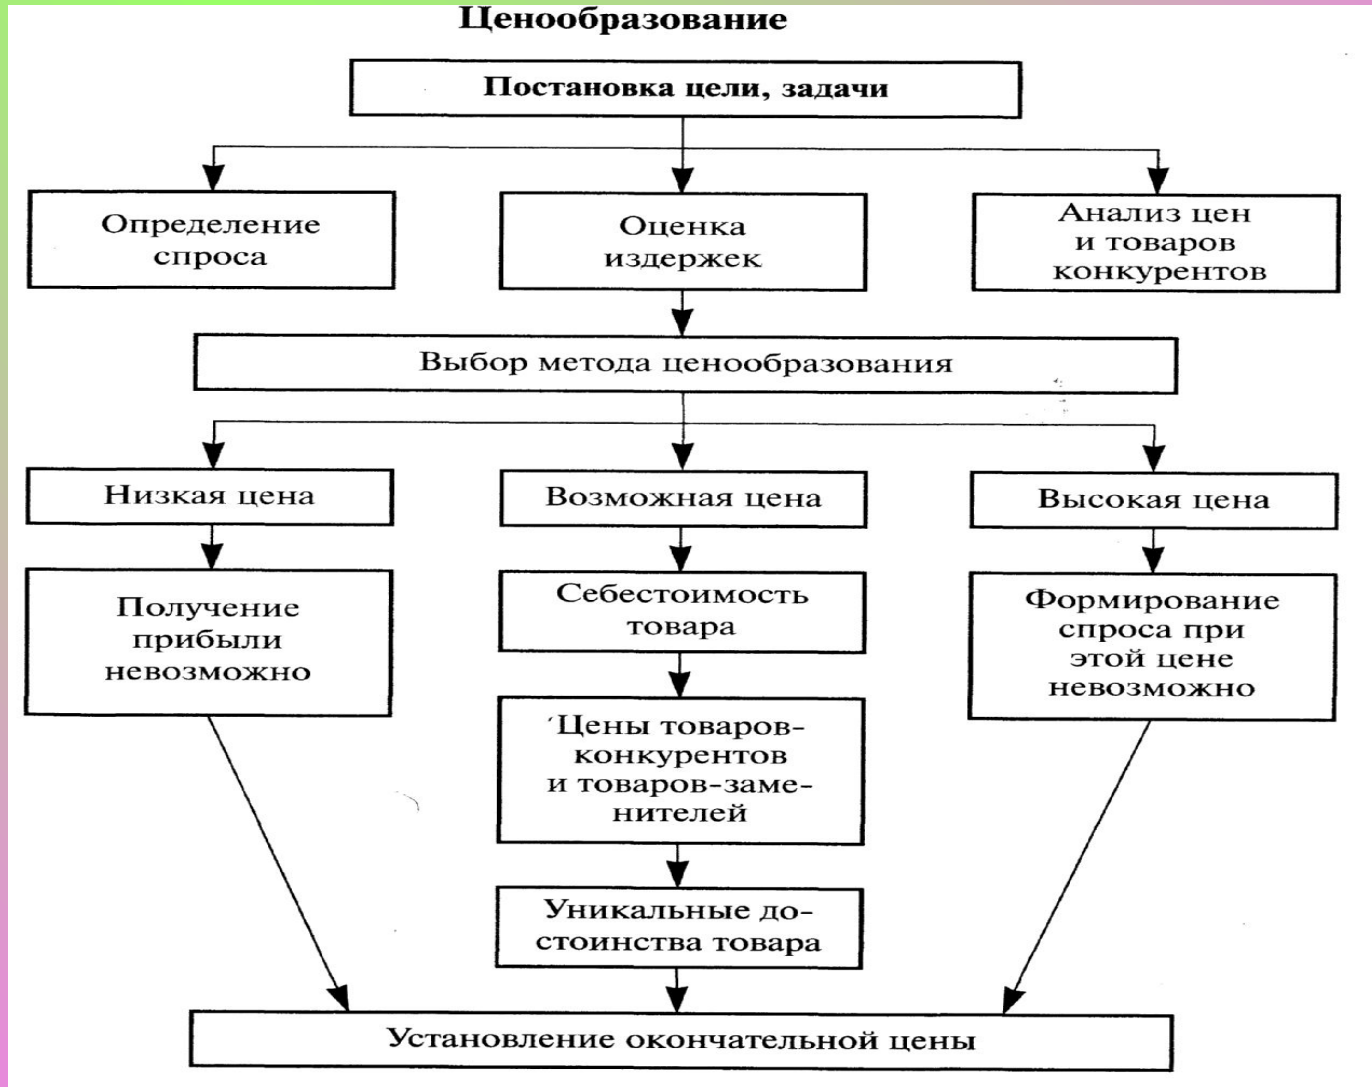 Ценообразование
Постановка цели, задачи
Определение
спроса
Оценка
издержек
Анализ цен
и товаров
конкурентов
Выбор метода ценообразования
Низкая цена
Возможная цена
Высокая цена
Получение
прибыли
невозможно
Себестоимость
товара
Формирование
спроса при
этой цене
невозможно
Цены товаров-
конкурентов
и товаров-заме-
нителей
Уникальные до-
стоинства товара
Установление окончательной цены